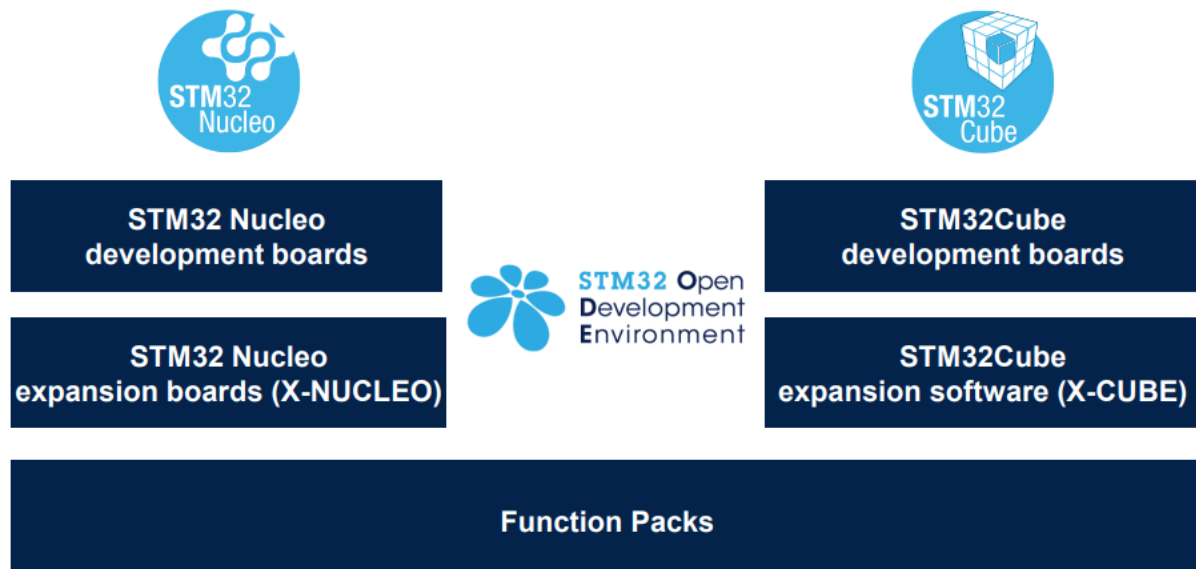 STM32
Nucleo
STM32
Cube
STM32 Nucleo
development boards
STM32Cube
development boards
STM32 Open
Development
Environment
STM32 Nucleo
expansion boards (X-NUCLEO)
STM32Cube
expansion software (X-CUBE)
Function Packs